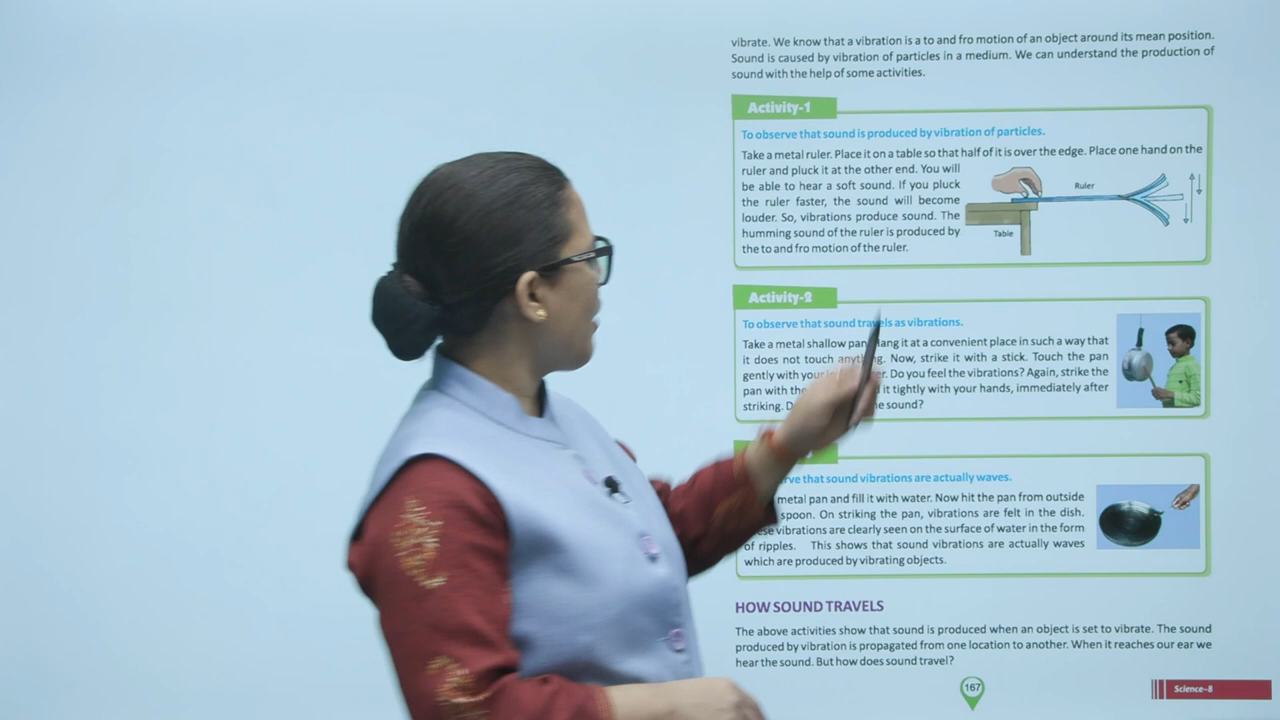 vibrate. We know that a vibration is a to and fro motion of an object around its mean position.
Sound is caused by vibration of particles in a medium. We can understand the production of
sound with the help of some activities.
Activity-1
To observe that sound is produced by vibration of particles.
Take a metal ruler. Place it on a table so that half of it is over the edge. Place one hand on the
ruler and pluck it at the other end. You will
be able to hear a soft sound. If you pluck
the ruler faster, the sound will become
louder. So, vibrations produce sound. The
humming sound of the ruler is produced by
the to and fro motion of the ruler.
Ruler
Table
Activity-2
To observe that sound travels as vibrations.
Take a metal shallow pan. Hang it at a convenient place in such a way that
it does not touch anything. Now, strike it with a stick. Touch the pan
gently with your Do you feel the vibrations? Again, strike the
pan with the it tightly with your hands, immediately after
striking. sound?
that sound vibrations are actually waves.
metal pan and fill it with water. Now hit the pan from outside
spoon. On striking the pan, vibrations are felt in the dish.
vibrations are clearly seen on the surface of water in the form
of ripples. This shows that sound vibrations are actually waves
which are produced by vibrating objects.
HOW SOUND TRAVELS
The above activities show that sound is produced when an object is set to vibrate. The sound
produced by vibration is propagated from one location to another. When it reaches our ear we
hear the sound. But how does sound travel?
167
Science-8